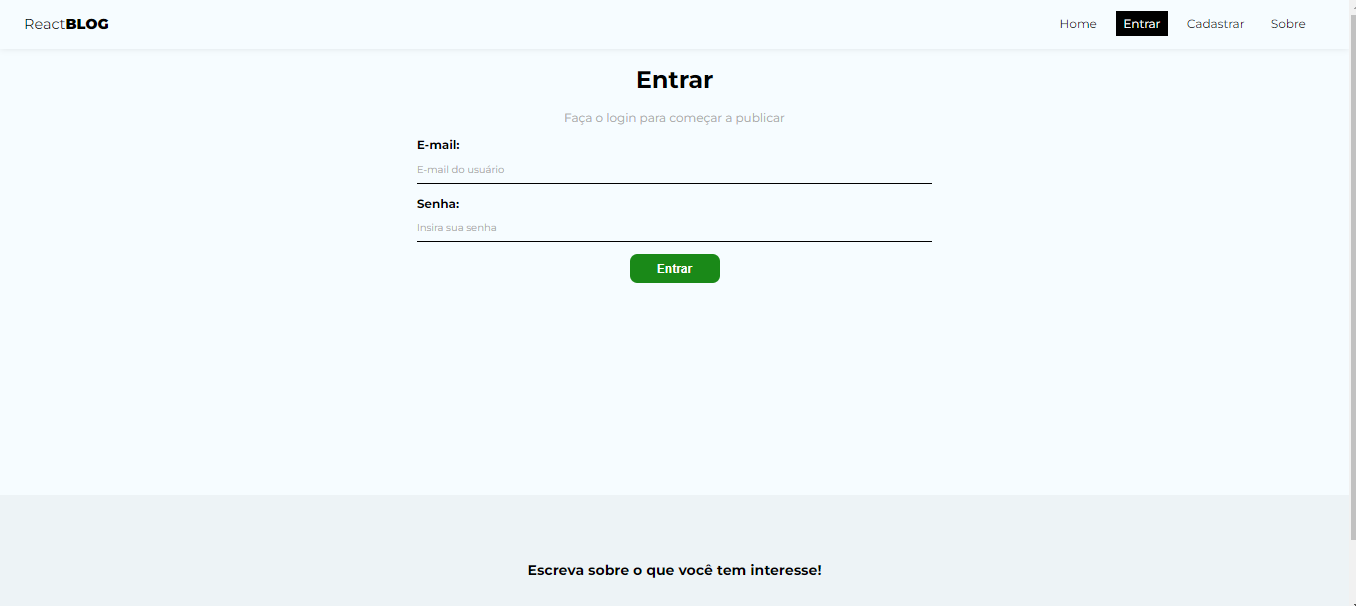 ReactBLOG
Home Entrar Cadastrar Sobre
Entrar
Faça o login para começar a publicar
E-mail:
E-mail do usuário
Senha:
Insira sua senha
Entrar
Escreva sobre o que você tem interesse!